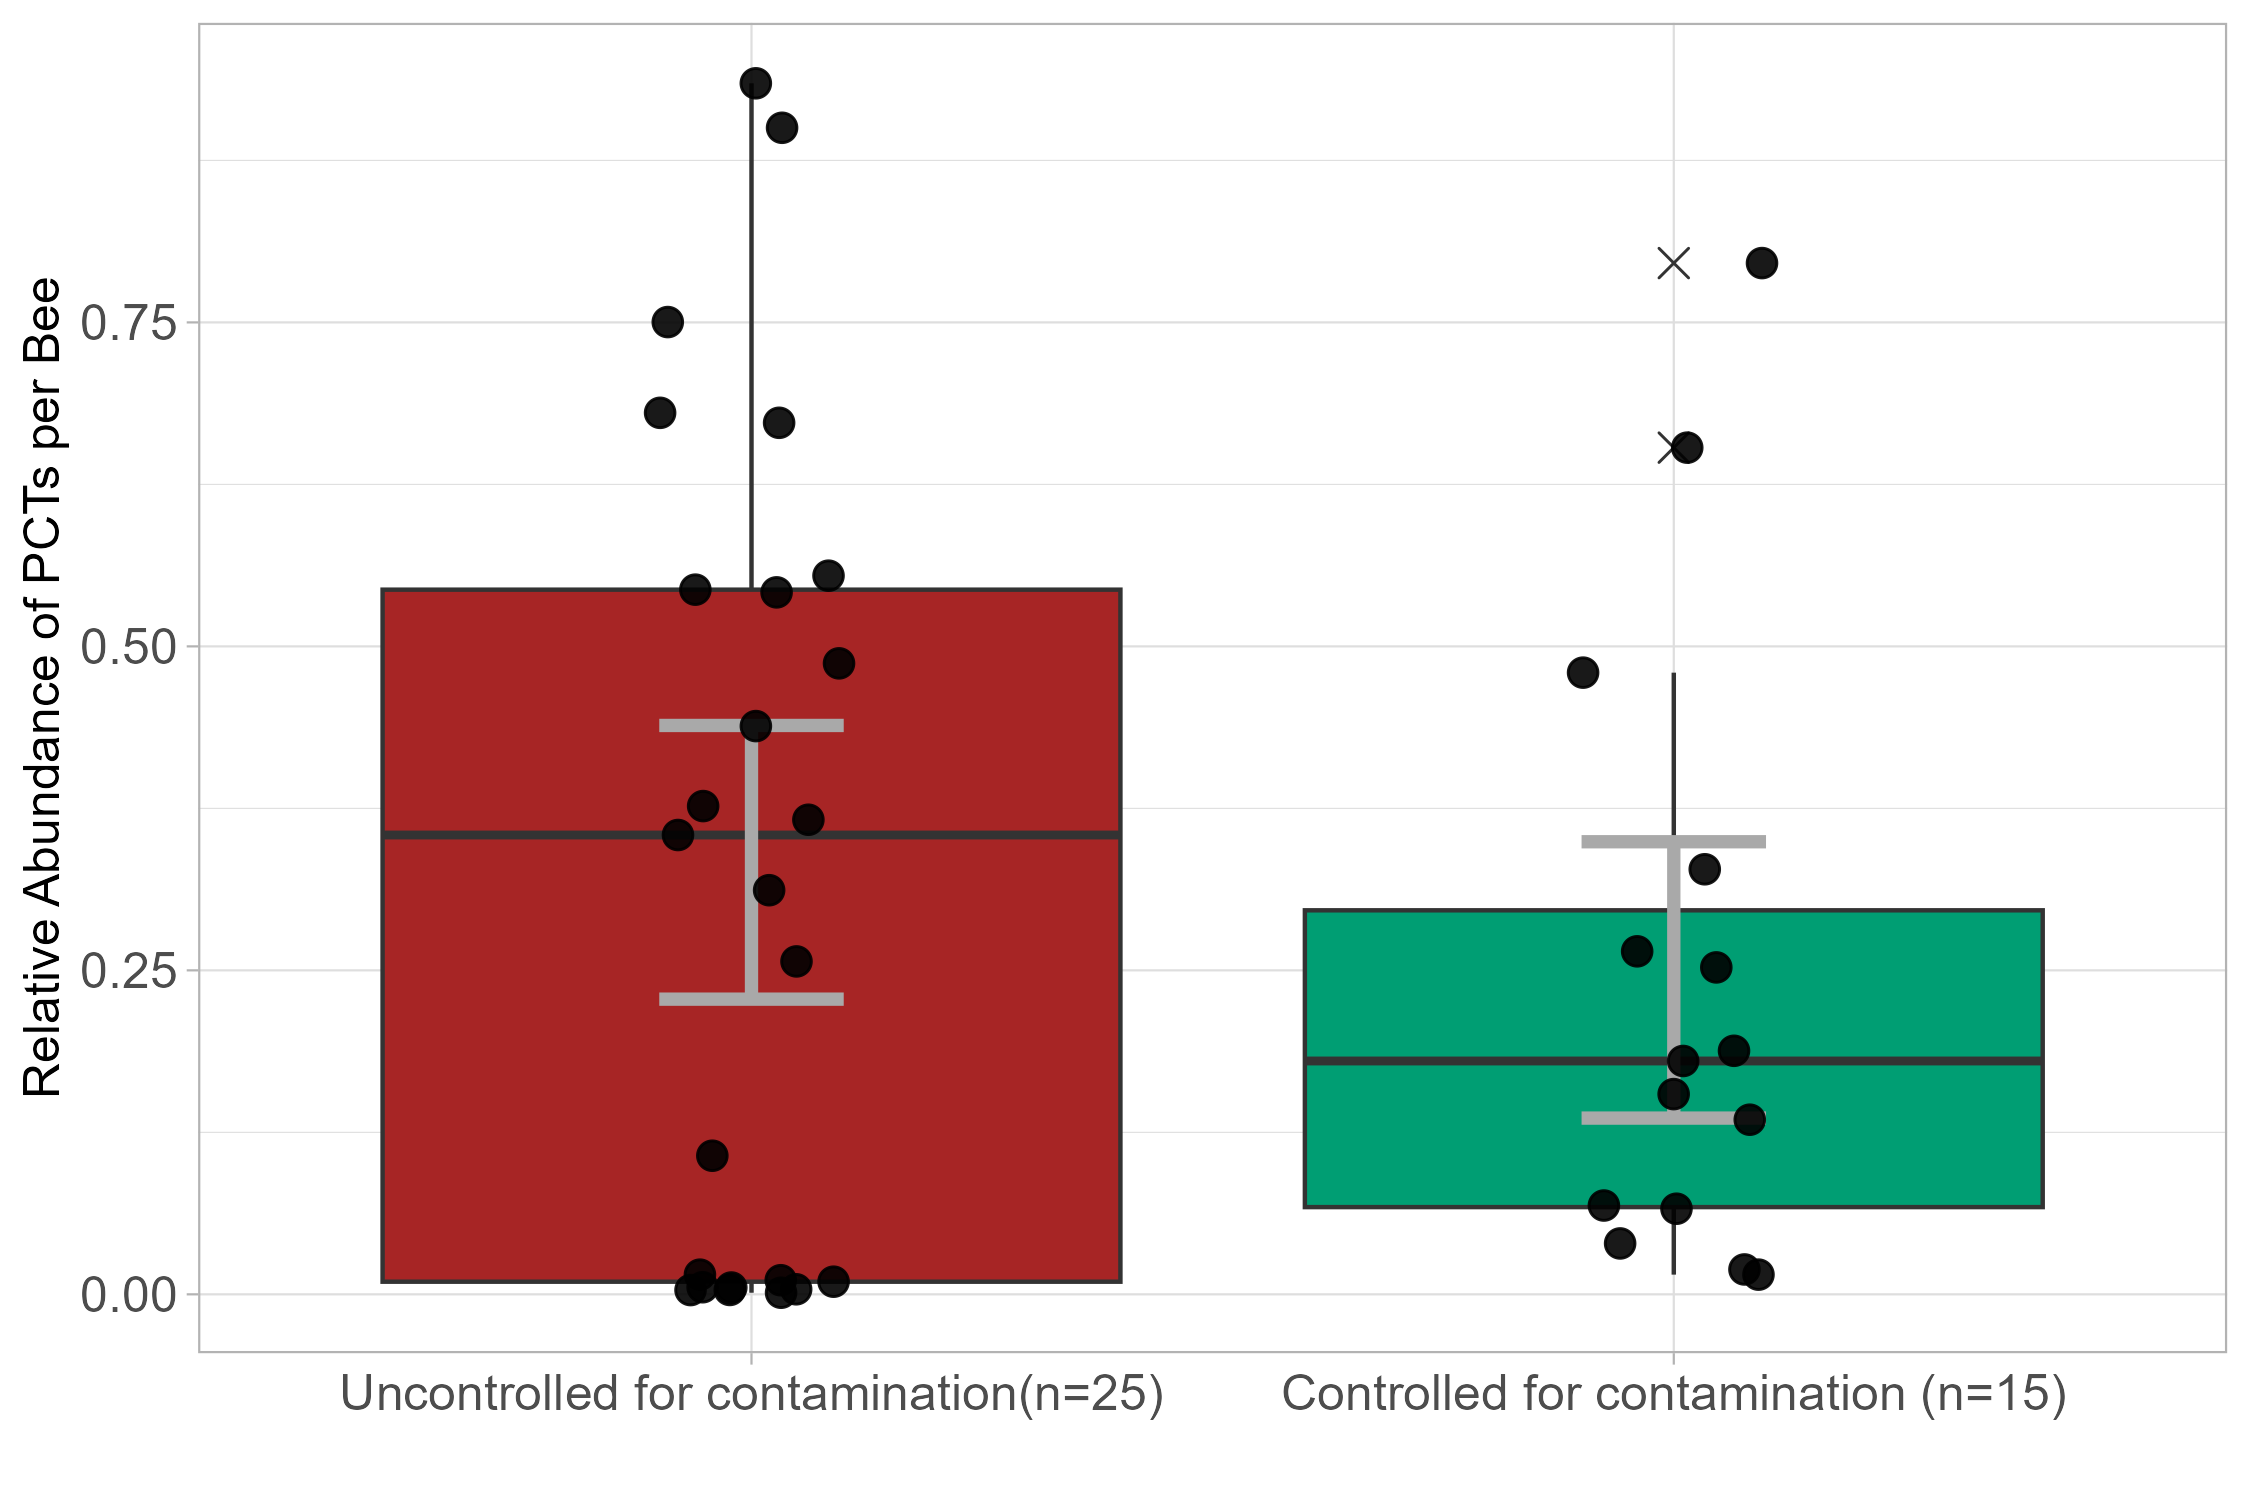 Relative Abundance of PCTs per Bee
0.75
0.50
0.25
0.00
Uncontrolled for contamination(n=25)
Controlled for contamination (n=15)